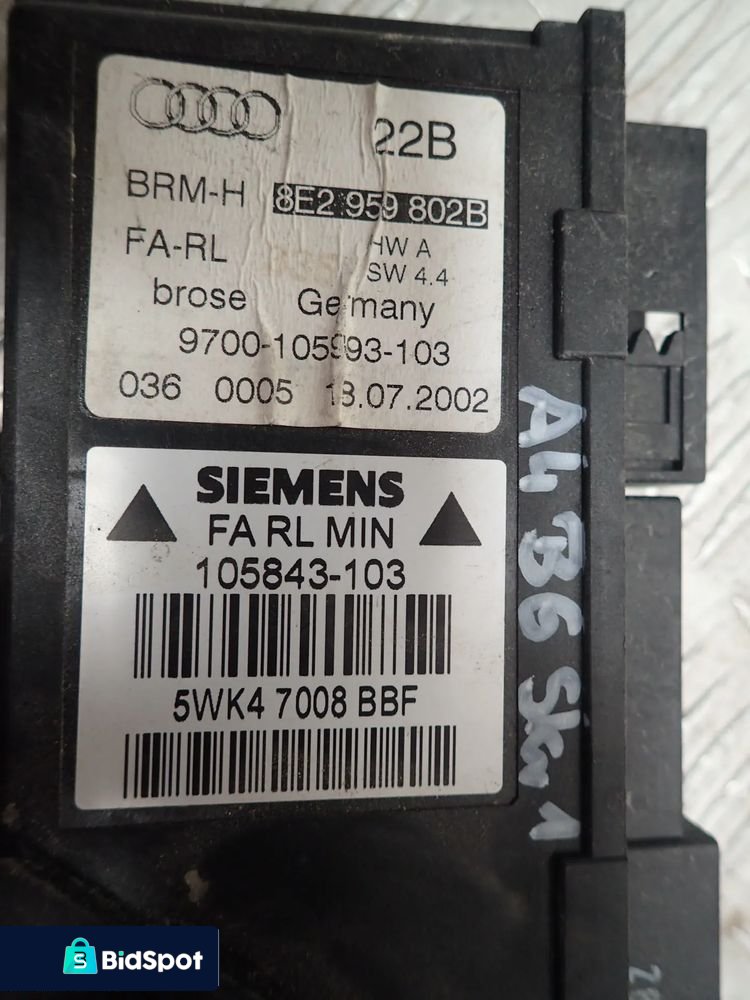 22B
BRM-H 8E2 959 802B
FA-RL HW A
SW 4.4
brose Germany
9700-105993-103
036 0005 18.07.2002
SIEMENS
FA RL MIN
105843-103
5WK4 7008 BBF
A4 B6
BidSpot